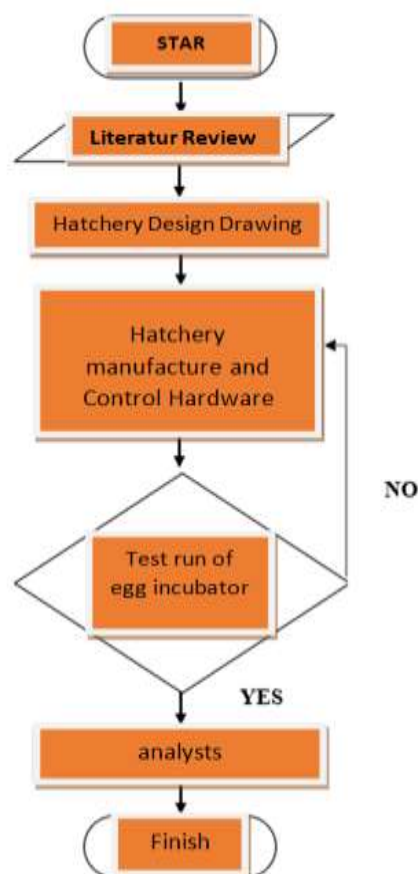 STAR
Literatur Review
Hatchery Design Drawing
Hatchery
manufacture and
Control Hardware
NO
Test run of
egg incubator
YES
analysts
Finish